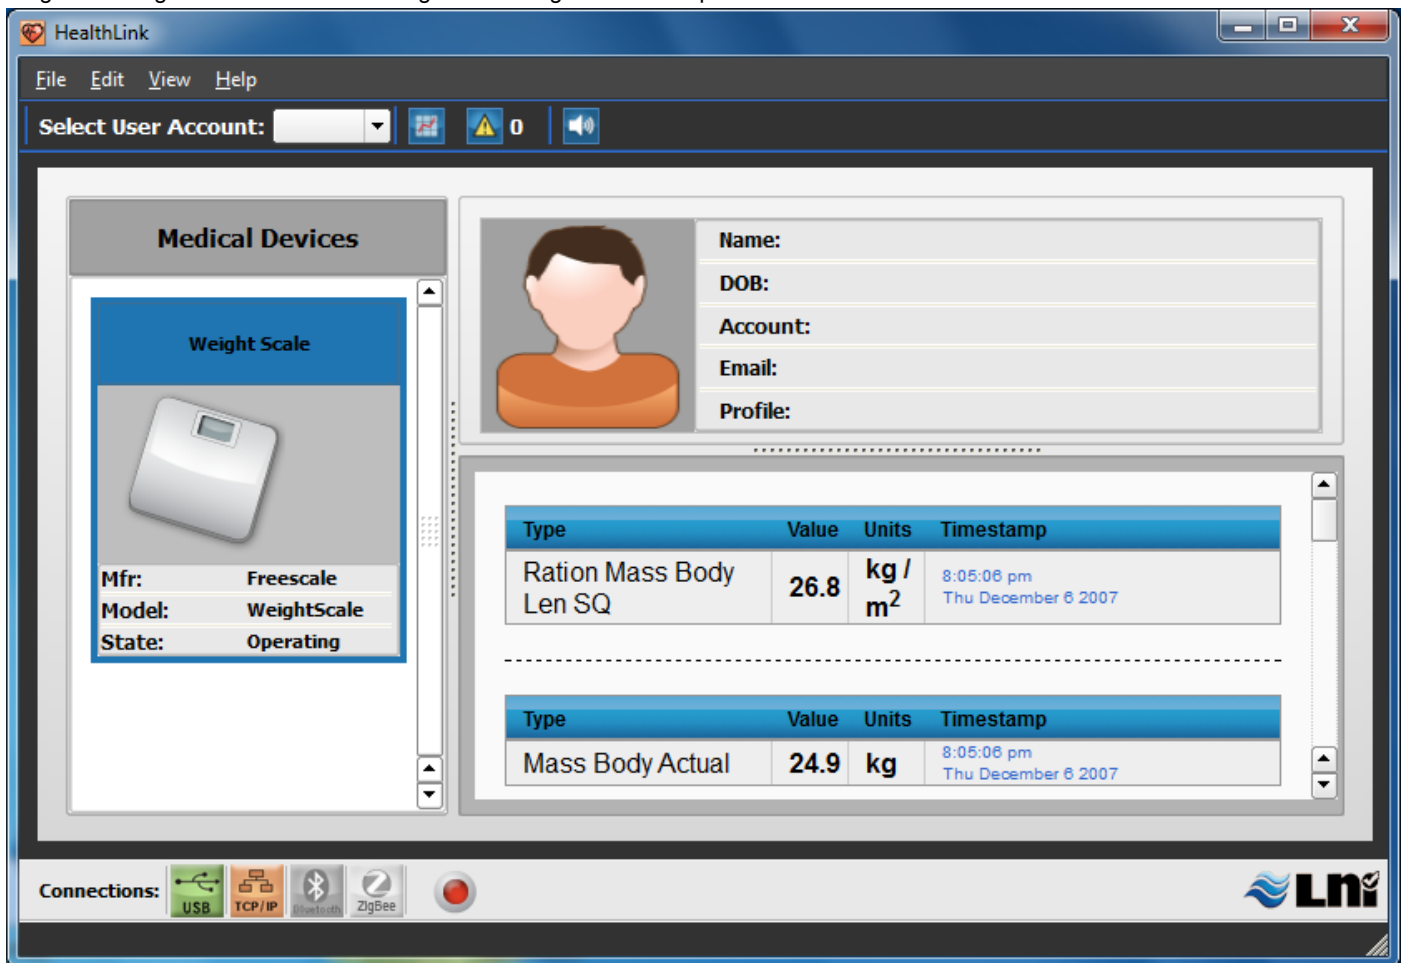 HealthLink
File Edit View Help
Select User Account: 0
Medical Devices
Weight Scale
Mfr: Freescale
Model: WeightScale
State: Operating
Name:
DOB:
Account:
Email:
Profile:
Type Value Units Timestamp
Ration Mass Body Len SQ 26.8 kg / m2 8:05:06 pm
Thu December 6 2007
Type Value Units Timestamp
Mass Body Actual 24.9 kg 8:05:06 pm
Thu December 6 2007
Connections: USB TCP/IP Bluetooth ZigBee
LNi